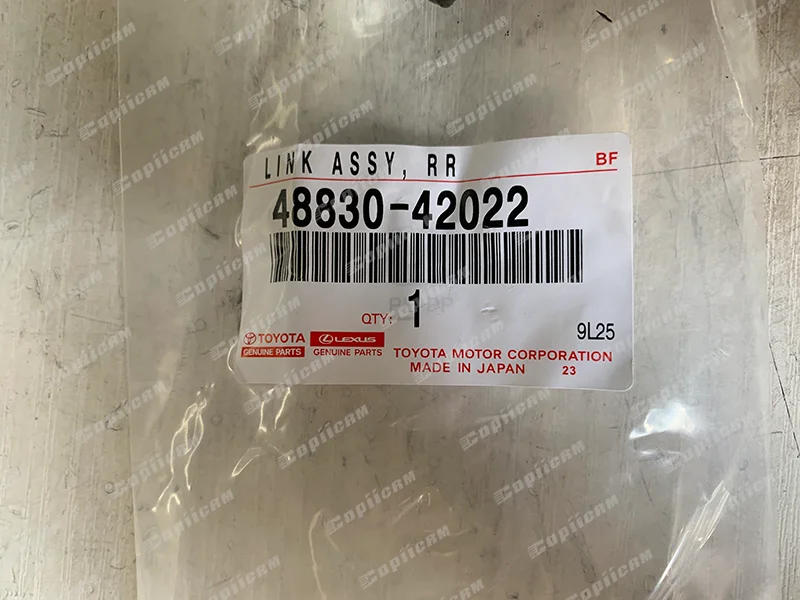 LINK ASSY, RR BF
48830-42022
QTY: 1
9L25
TOYOTA LEXUS
GENUINE PARTS GENUINE PARTS
TOYOTA MOTOR CORPORATION
MADE IN JAPAN 23